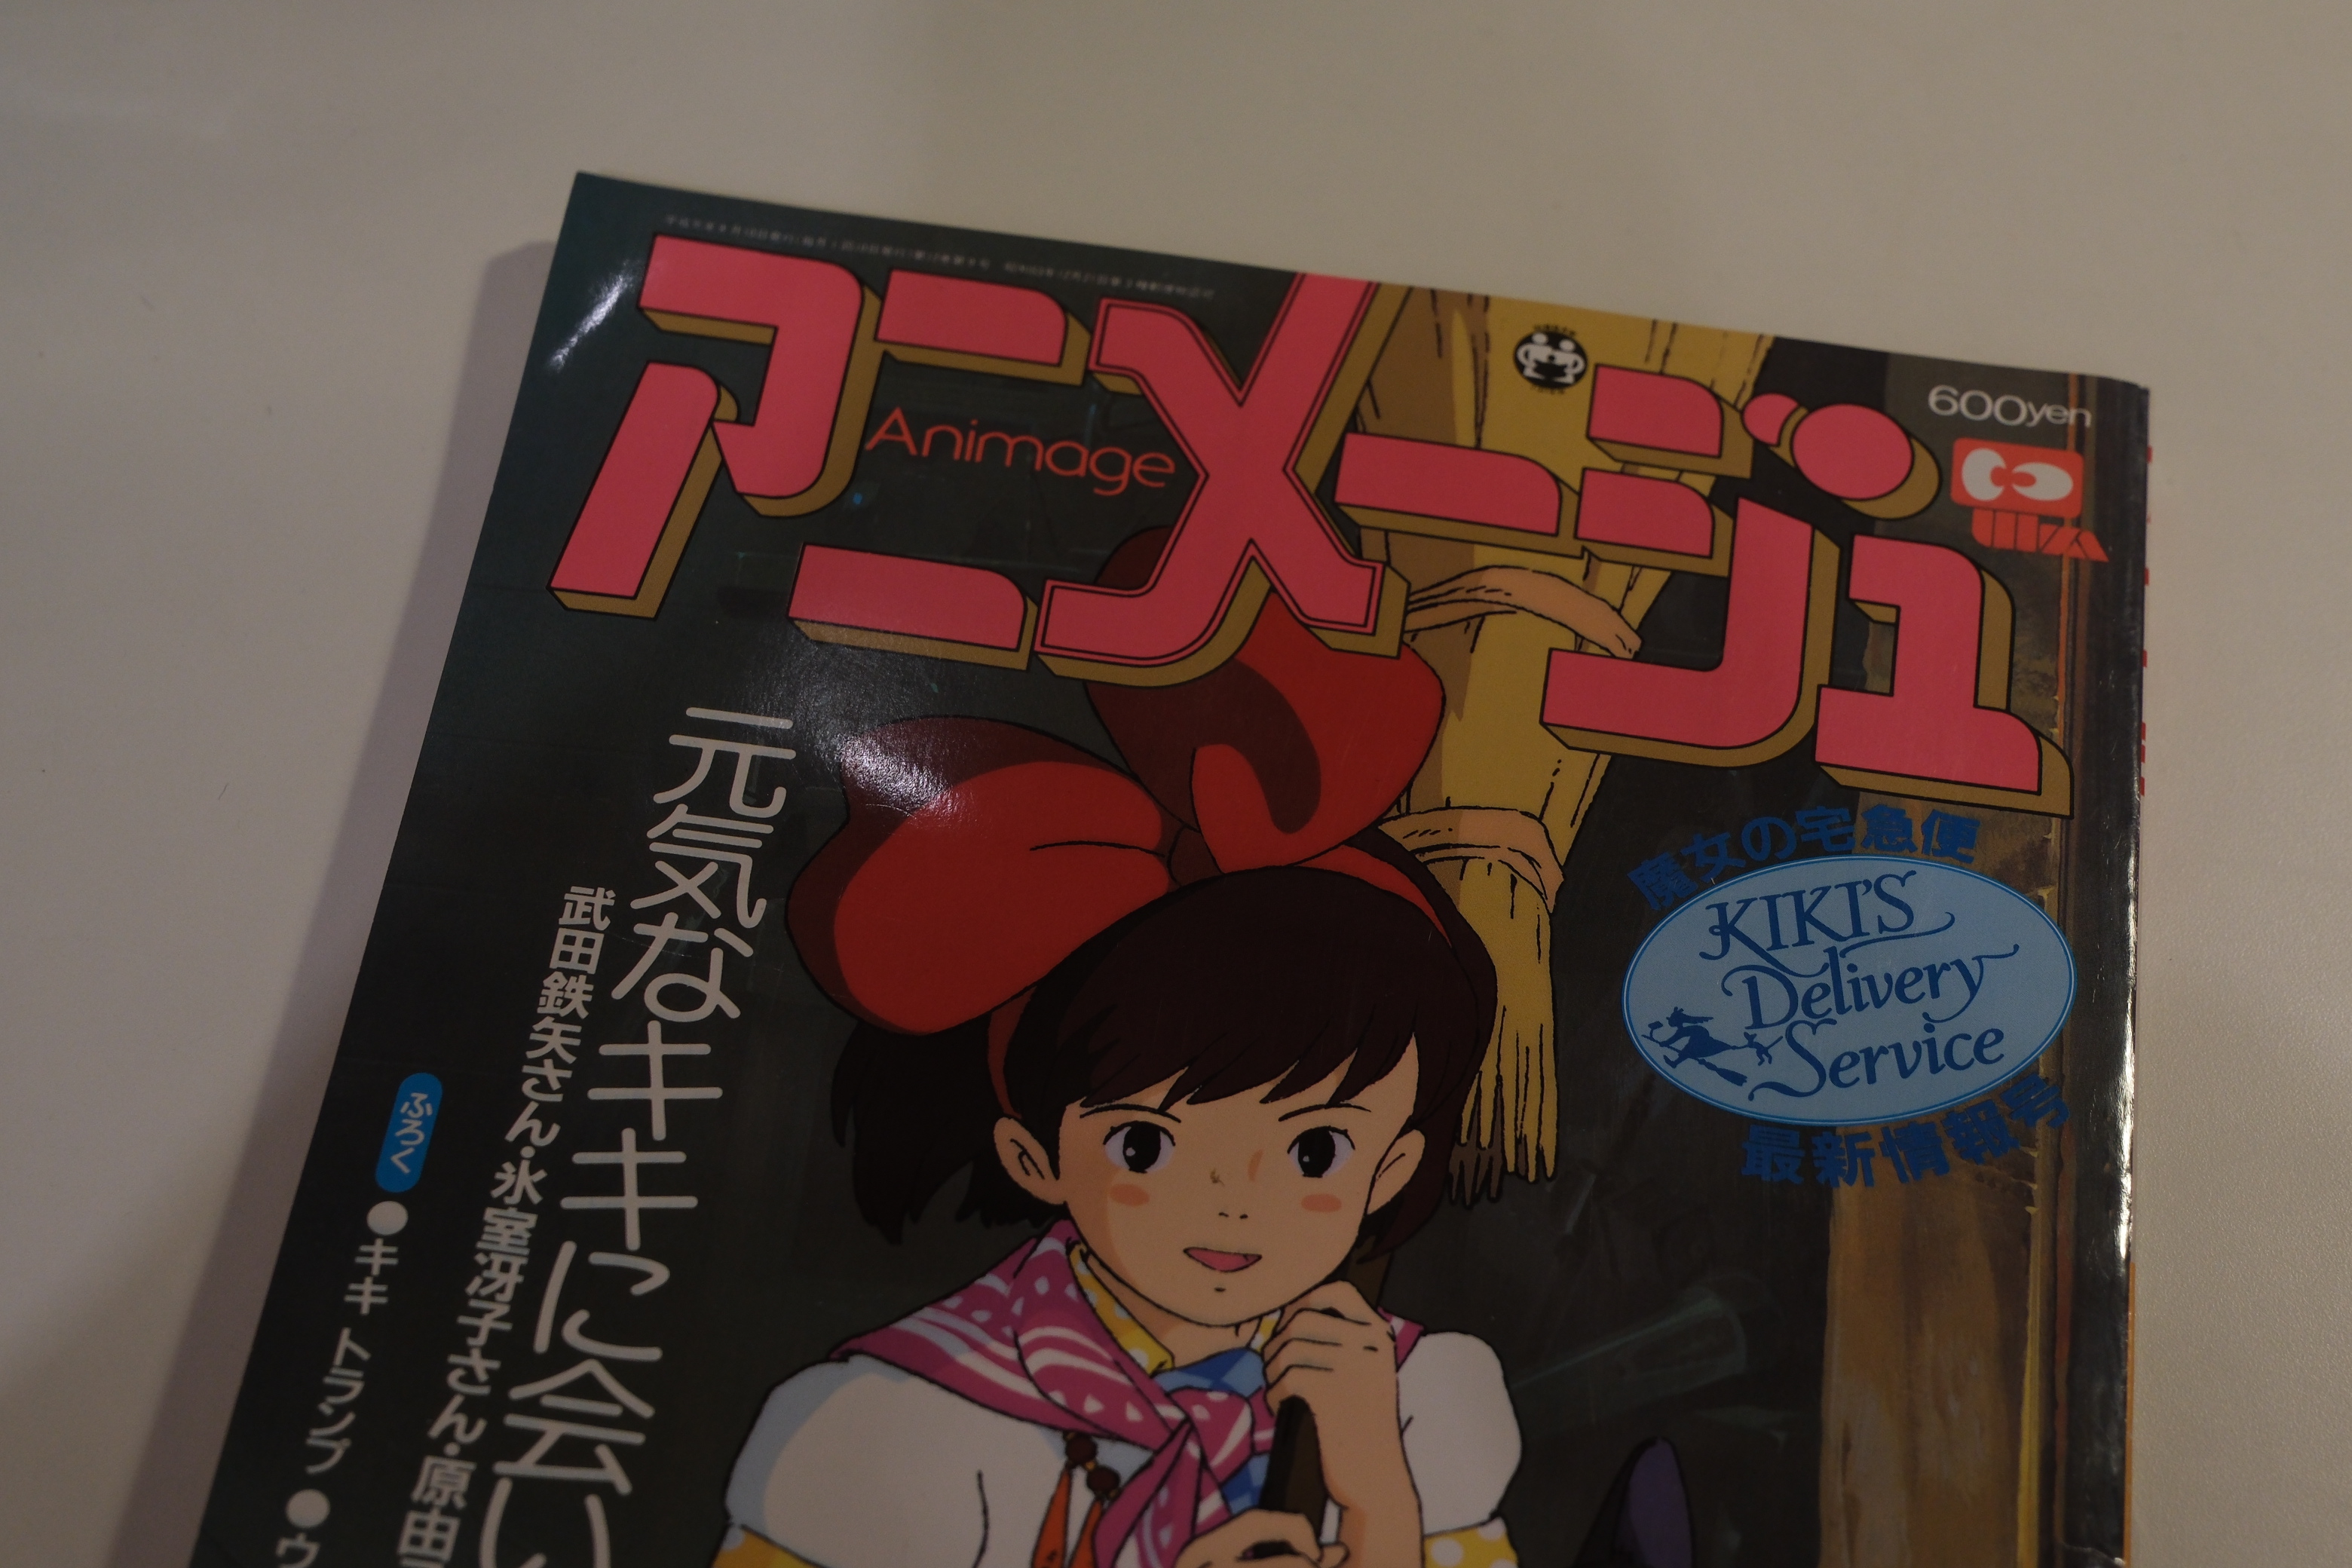 アニメージュ
Animage
600yen
魔女の宅急便
KIKI'S
Delivery
Service
最新情報号
元気なキキに会い
武田鉄矢さん・氷室冴子さん・原由
ふろく
●キキ トランプ ●ウ